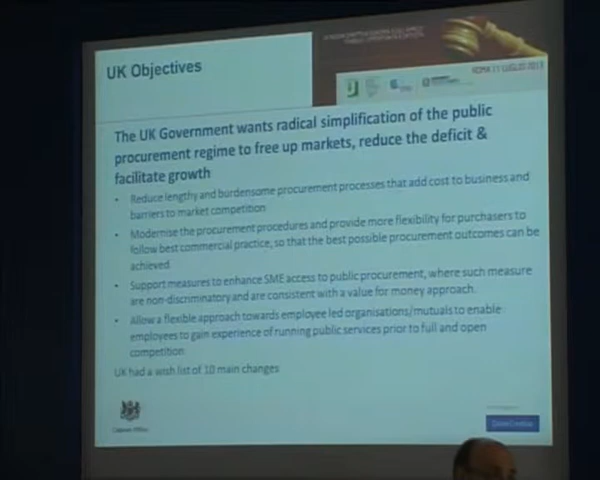 UK Objectives
ROMA 11 LUGLIO 2013
The UK Government wants radical simplification of the public
procurement regime to free up markets, reduce the deficit &
facilitate growth
• Reduce lengthy and burdensome procurement processes that add cost to business and
barriers to market competition
• Modernise the procurement procedures and provide more flexibility for purchasers to
follow best commercial practice, so that the best possible procurement outcomes can be
achieved
• Support measures to enhance SME access to public procurement, where such measure
are non-discriminatory and are consistent with a value for money approach.
• Allow a flexible approach towards employee led organisations/mutuals to enable
employees to gain experience of running public services prior to full and open
competition
UK had a wish list of 10 main changes
Cabinet Office